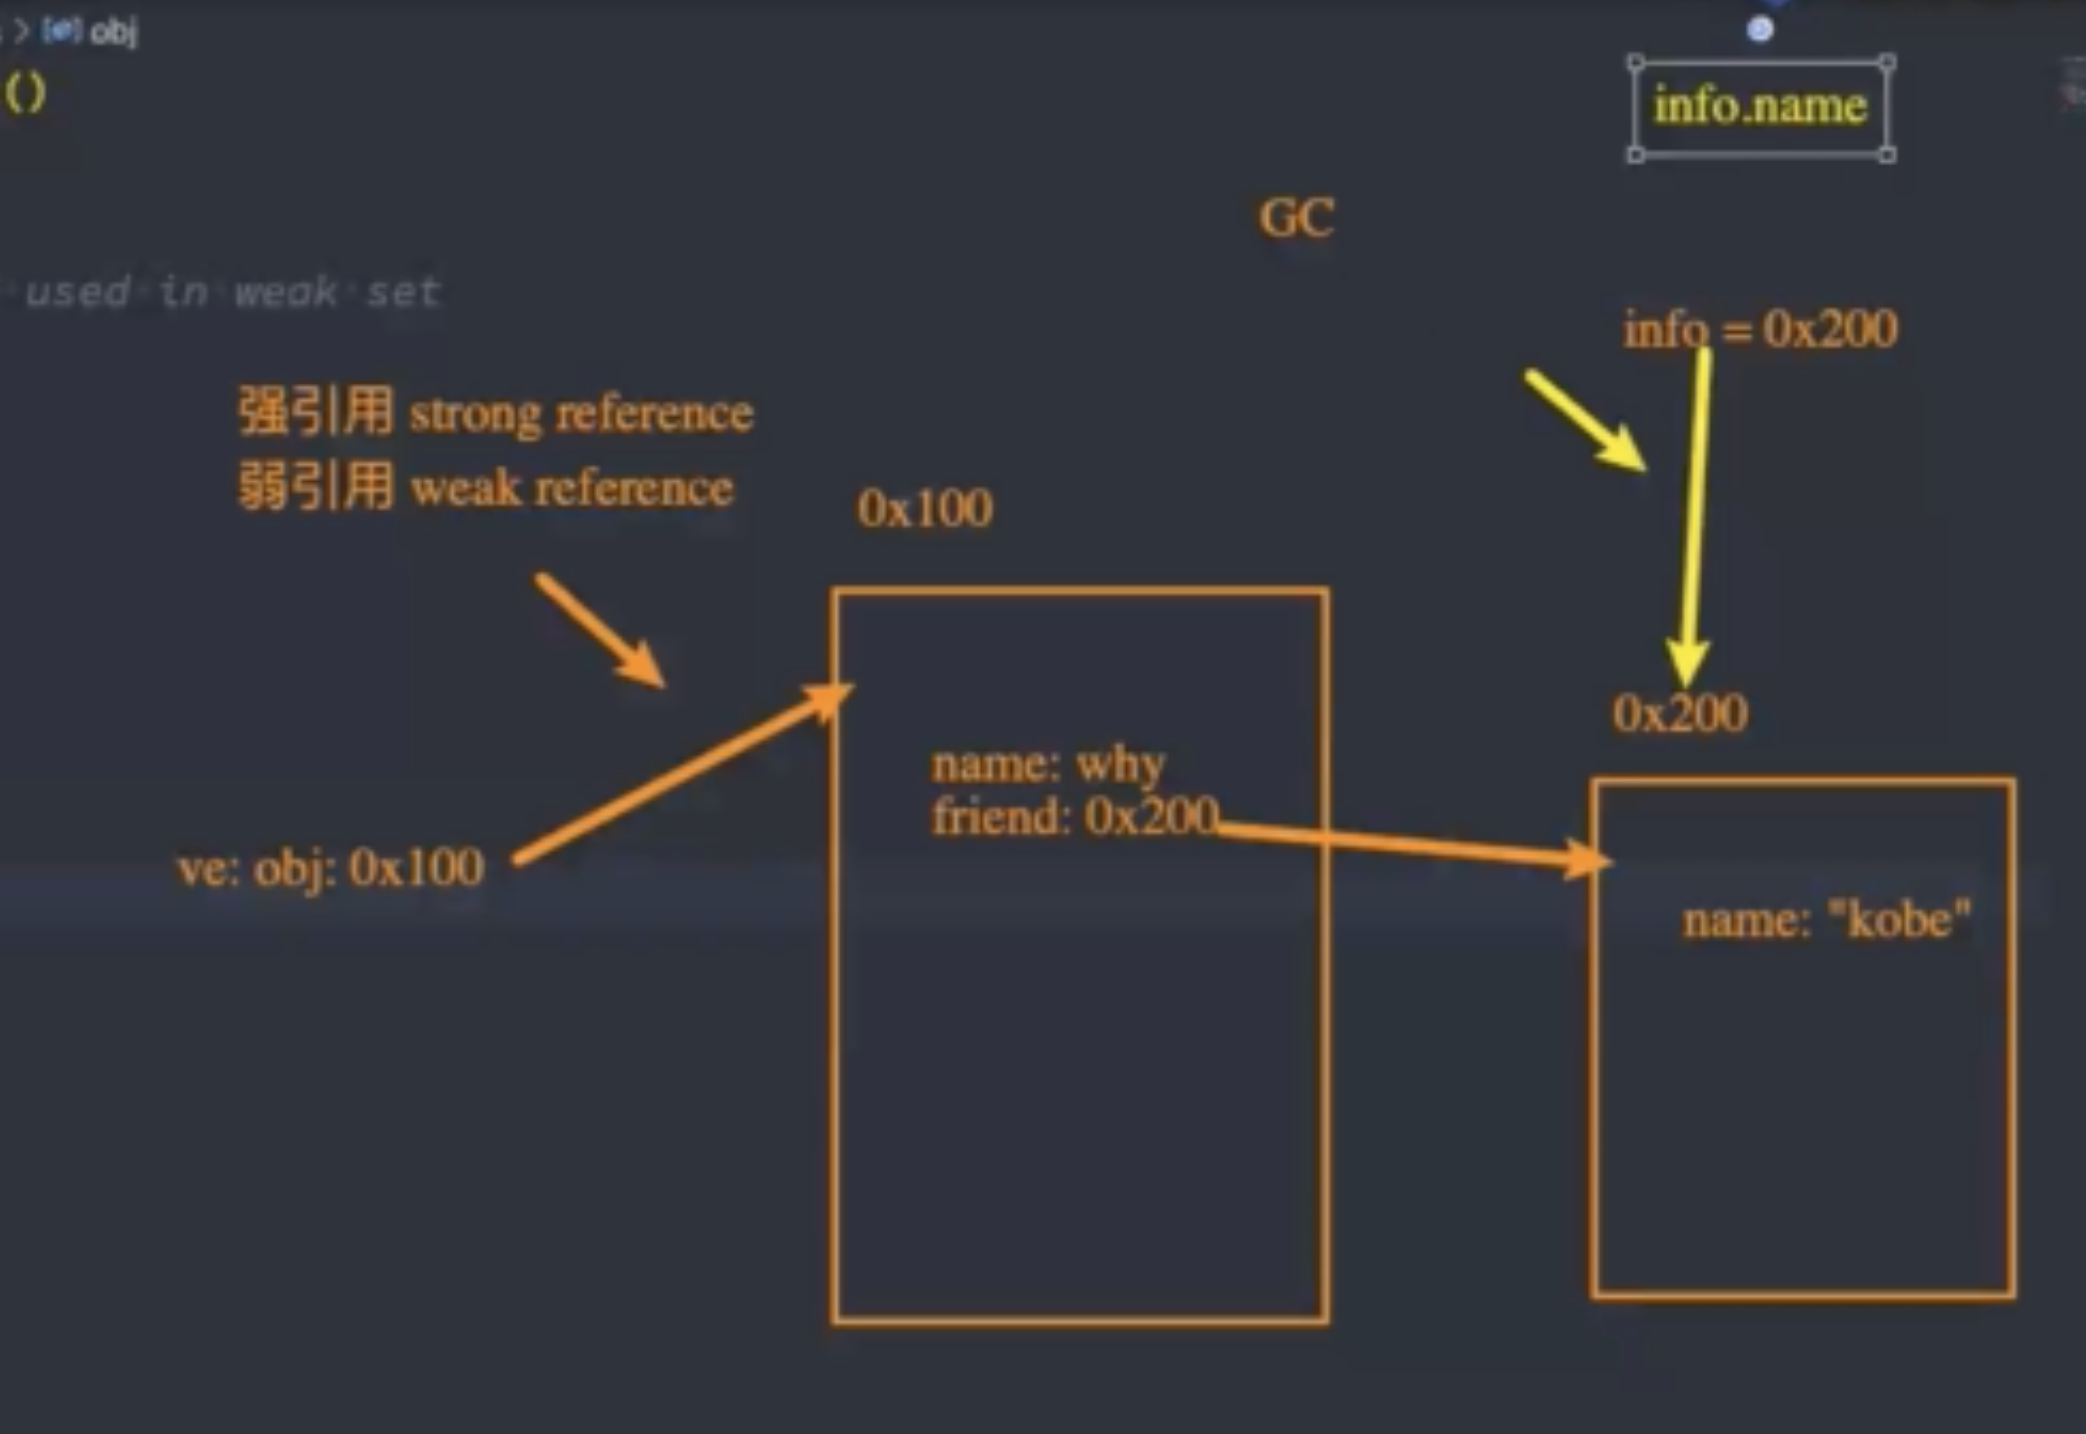 > obj
()
info.name
GC
used in weak set
info = 0x200
强引用 strong reference
弱引用 weak reference
0x100
0x200
name: why
friend: 0x200
ve: obj: 0x100
name: "kobe"